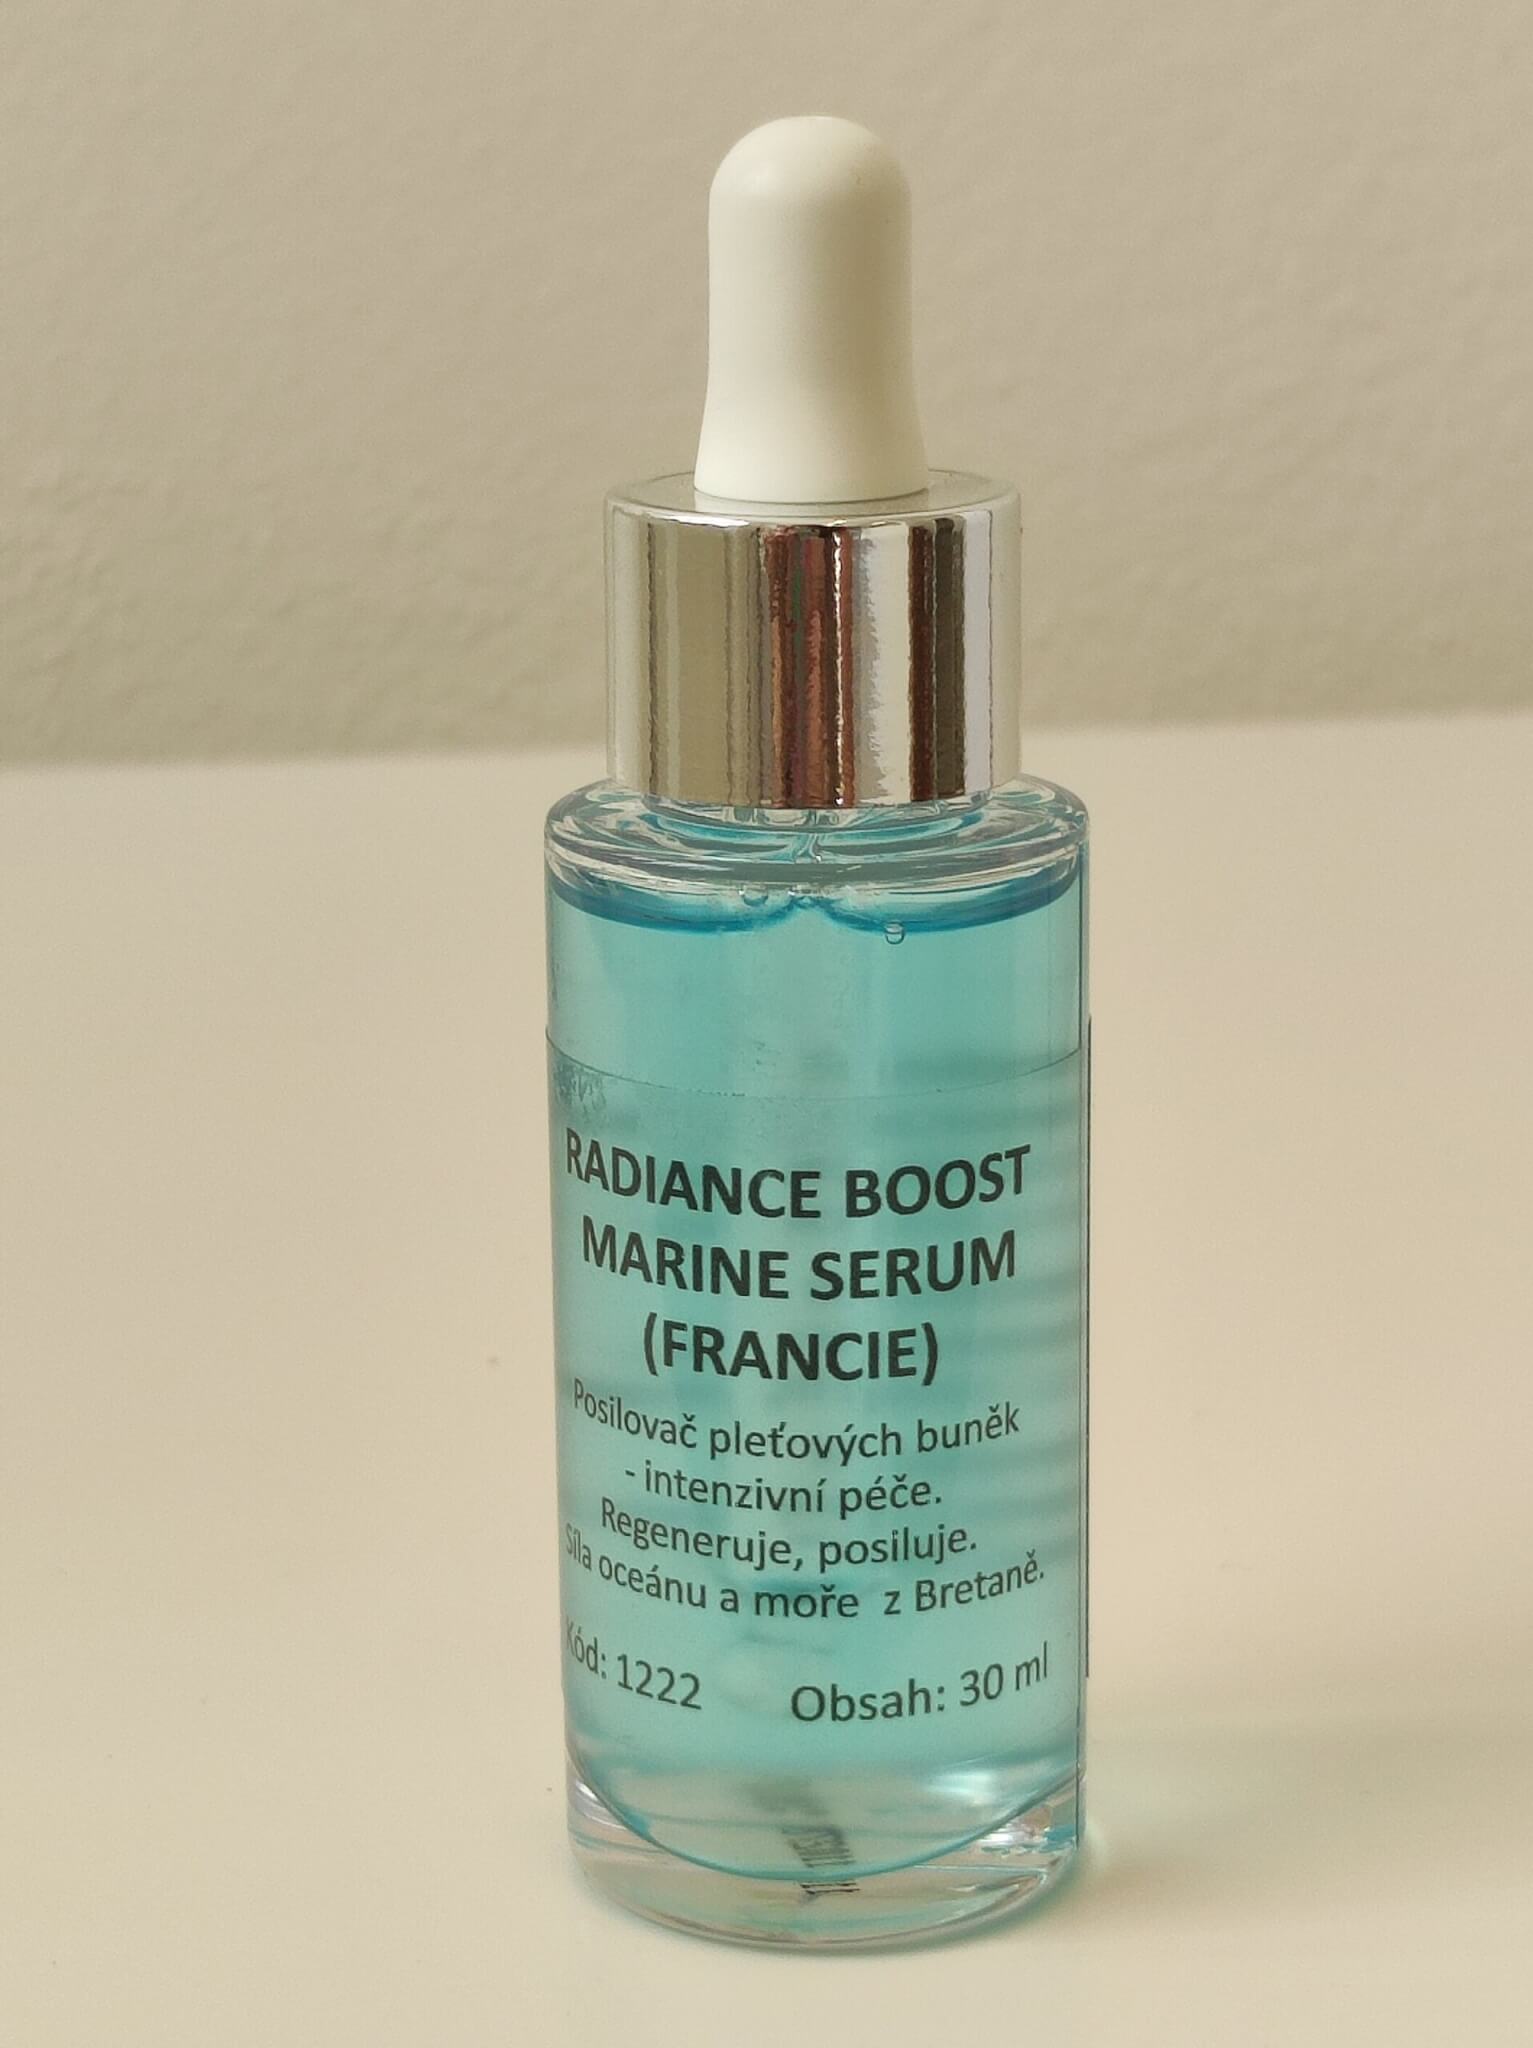 RADIANCE BOOST
MARINE SERUM
(FRANCIE)
Posilovač pleťových buněk
- intenzivní péče.
Regeneruje, posiluje.
Síla oceánu a moře z Bretaně.
Kód: 1222 Obsah: 30 ml